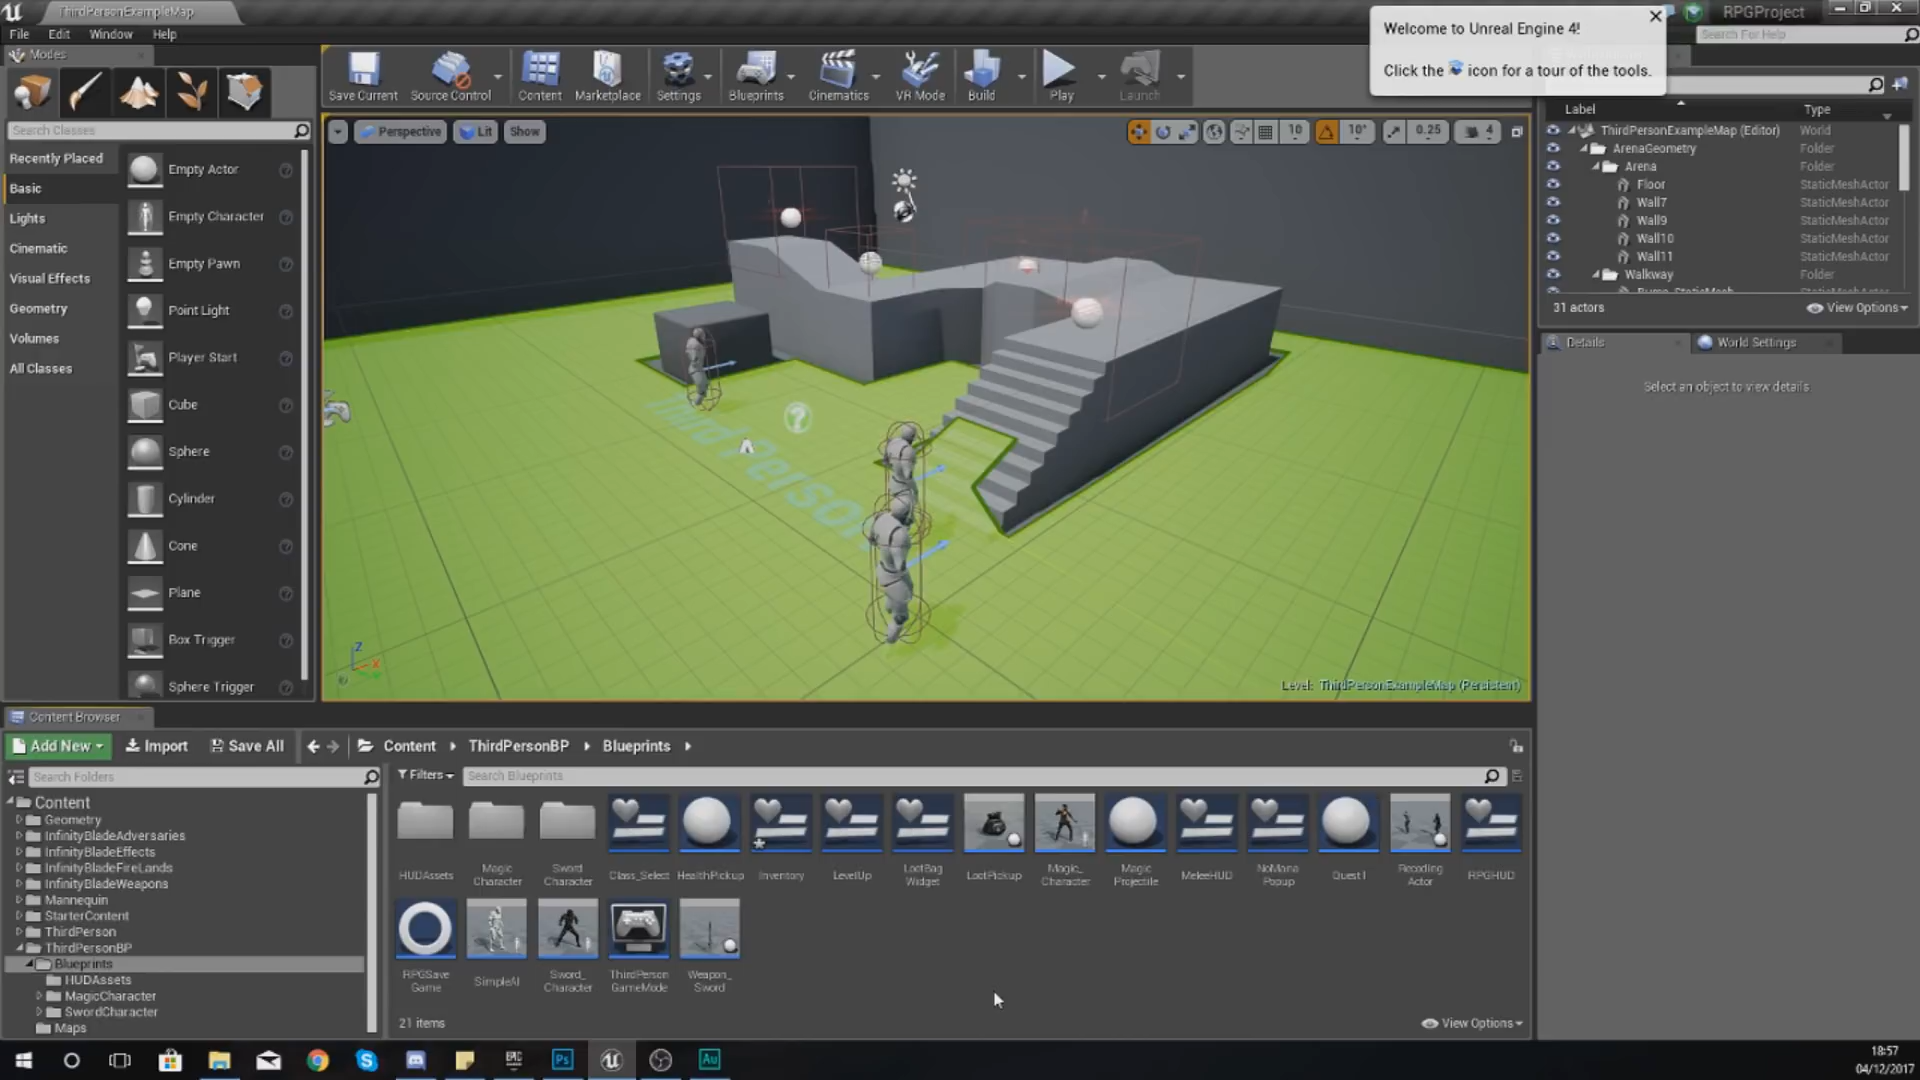 ThirdPersonExampleMap
RPGProject
File Edit Window Help
Search For Help
Welcome to Unreal Engine 4!
Click the icon for a tour of the tools.
Modes
Save Current
Source Control
Content
Marketplace
Settings
Blueprints
Cinematics
VR Mode
Build
Play
Launch
Search Classes
Recently Placed
Basic
Lights
Cinematic
Visual Effects
Geometry
Volumes
All Classes
Empty Actor
Empty Character
Empty Pawn
Point Light
Player Start
Cube
Sphere
Cylinder
Cone
Plane
Box Trigger
Sphere Trigger
Perspective Lit Show
10 10° 0.25 4
Third Person
Level: ThirdPersonExampleMap (Persistent)
Label Type
ThirdPersonExampleMap (Editor) World
ArenaGeometry Folder
Arena Folder
Floor StaticMeshActor
Wall7 StaticMeshActor
Wall9 StaticMeshActor
Wall10 StaticMeshActor
Wall11 StaticMeshActor
Walkway Folder
31 actors View Options
Details World Settings
Select an object to view details.
Content Browser
Add New Import Save All Content ThirdPersonBP Blueprints
Search Folders
Filters
Search Blueprints
Content
Geometry
InfinityBladeAdversaries
InfinityBladeEffects
InfinityBladeFireLands
InfinityBladeWeapons
Mannequin
StarterContent
ThirdPerson
ThirdPersonBP
Blueprints
HUDAssets
MagicCharacter
SwordCharacter
Maps
HUDAssets
Magic
Character
Sword
Character
Class_Select
HealthPickup
Inventory
LevelUp
LootBag
Widget
LootPickup
Magic_
Character
Magic
Projectile
MeleeHUD
NoMana
Popup
Quest1
Recoding
Actor
RPGHUD
RPGSave
Game
SimpleAI
Sword_
Character
ThirdPerson
GameMode
Weapon_
Sword
21 items
View Options
EPIC
Ps
Au
18:57
04/12/2017